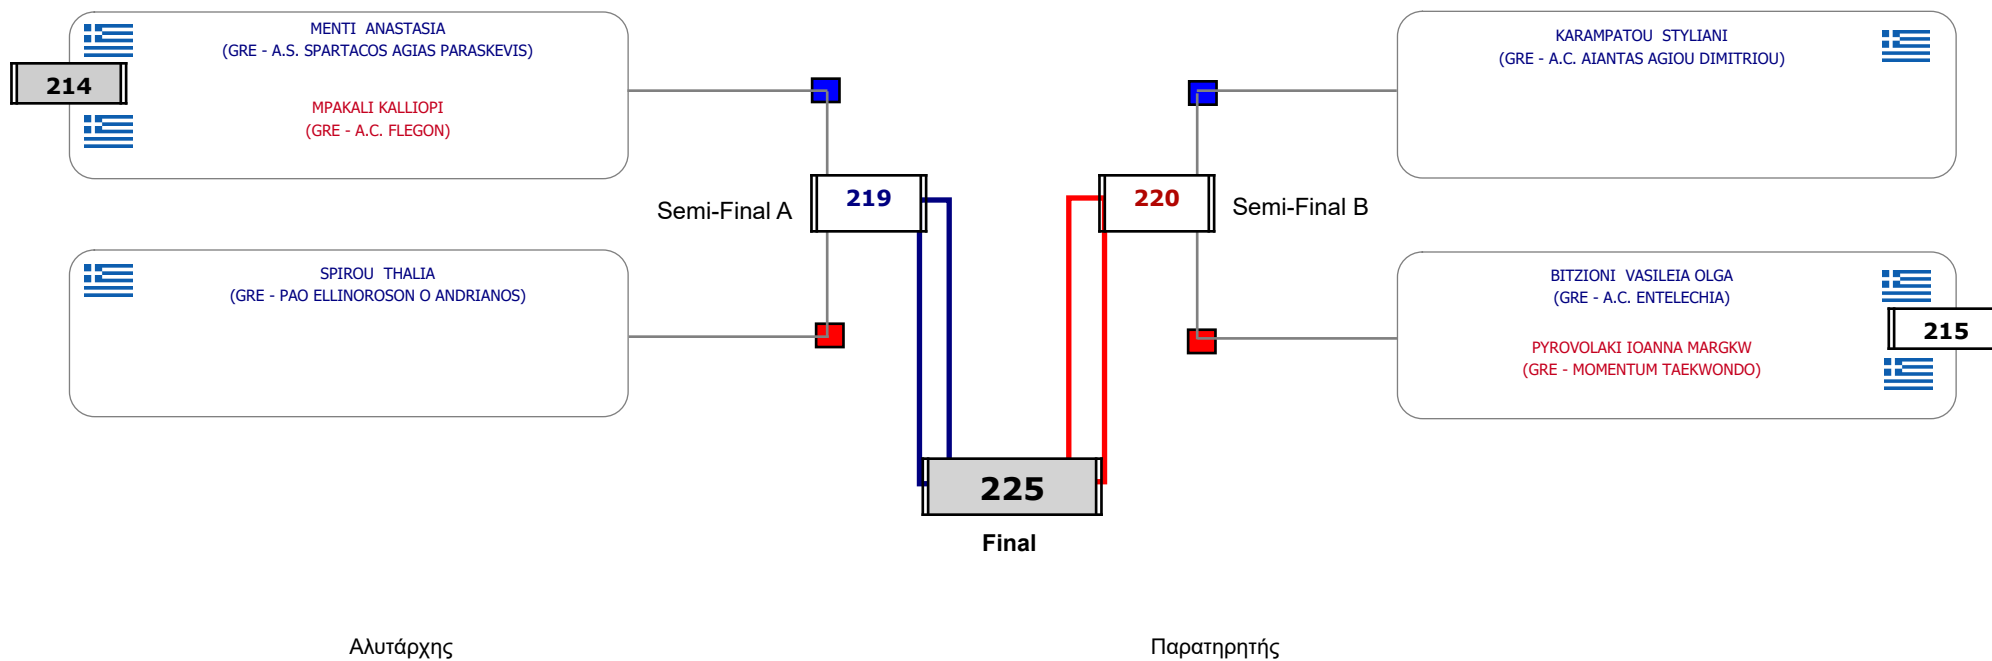 MENTI  ANASTASIA
(GRE - A.S. SPARTACOS AGIAS PARASKEVIS)
214
MPAKALI KALLIOPI
(GRE - A.C. FLEGON)
KARAMPATOU  STYLIANI
(GRE - A.C. AIANTAS AGIOU DIMITRIOU)
Semi-Final A
219
220
Semi-Final B
SPIROU  THALIA
(GRE - PAO ELLINOROSON O ANDRIANOS)
BITZIONI  VASILEIA OLGA
(GRE - A.C. ENTELECHIA)
215
PYROVOLAKI IOANNA MARGKW
(GRE - MOMENTUM TAEKWONDO)
225
Final
Αλυτάρχης
Παρατηρητής